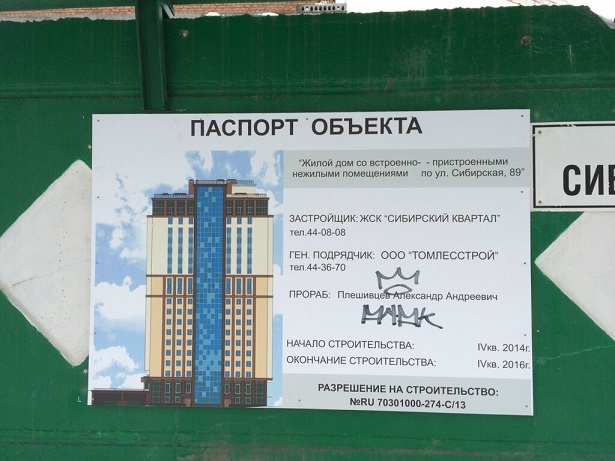 ПАСПОРТ ОБЪЕКТА
"Жилой дом со встроенно- - пристроенными
нежилыми помещениями по ул. Сибирская, 89"
ЗАСТРОЙЩИК: ЖСК "СИБИРСКИЙ КВАРТАЛ"
тел.44-08-08
ГЕН. ПОДРЯДЧИК: ООО "ТОМЛЕССТРОЙ"
тел.44-36-70
ПРОРАБ: Плешивцев Александр Андреевич
НАЧАЛО СТРОИТЕЛЬСТВА: IVкв. 2014г.
ОКОНЧАНИЕ СТРОИТЕЛЬСТВА: IVкв. 2016г.
РАЗРЕШЕНИЕ НА СТРОИТЕЛЬСТВО:
№RU 70301000-274-С/13
СИБ